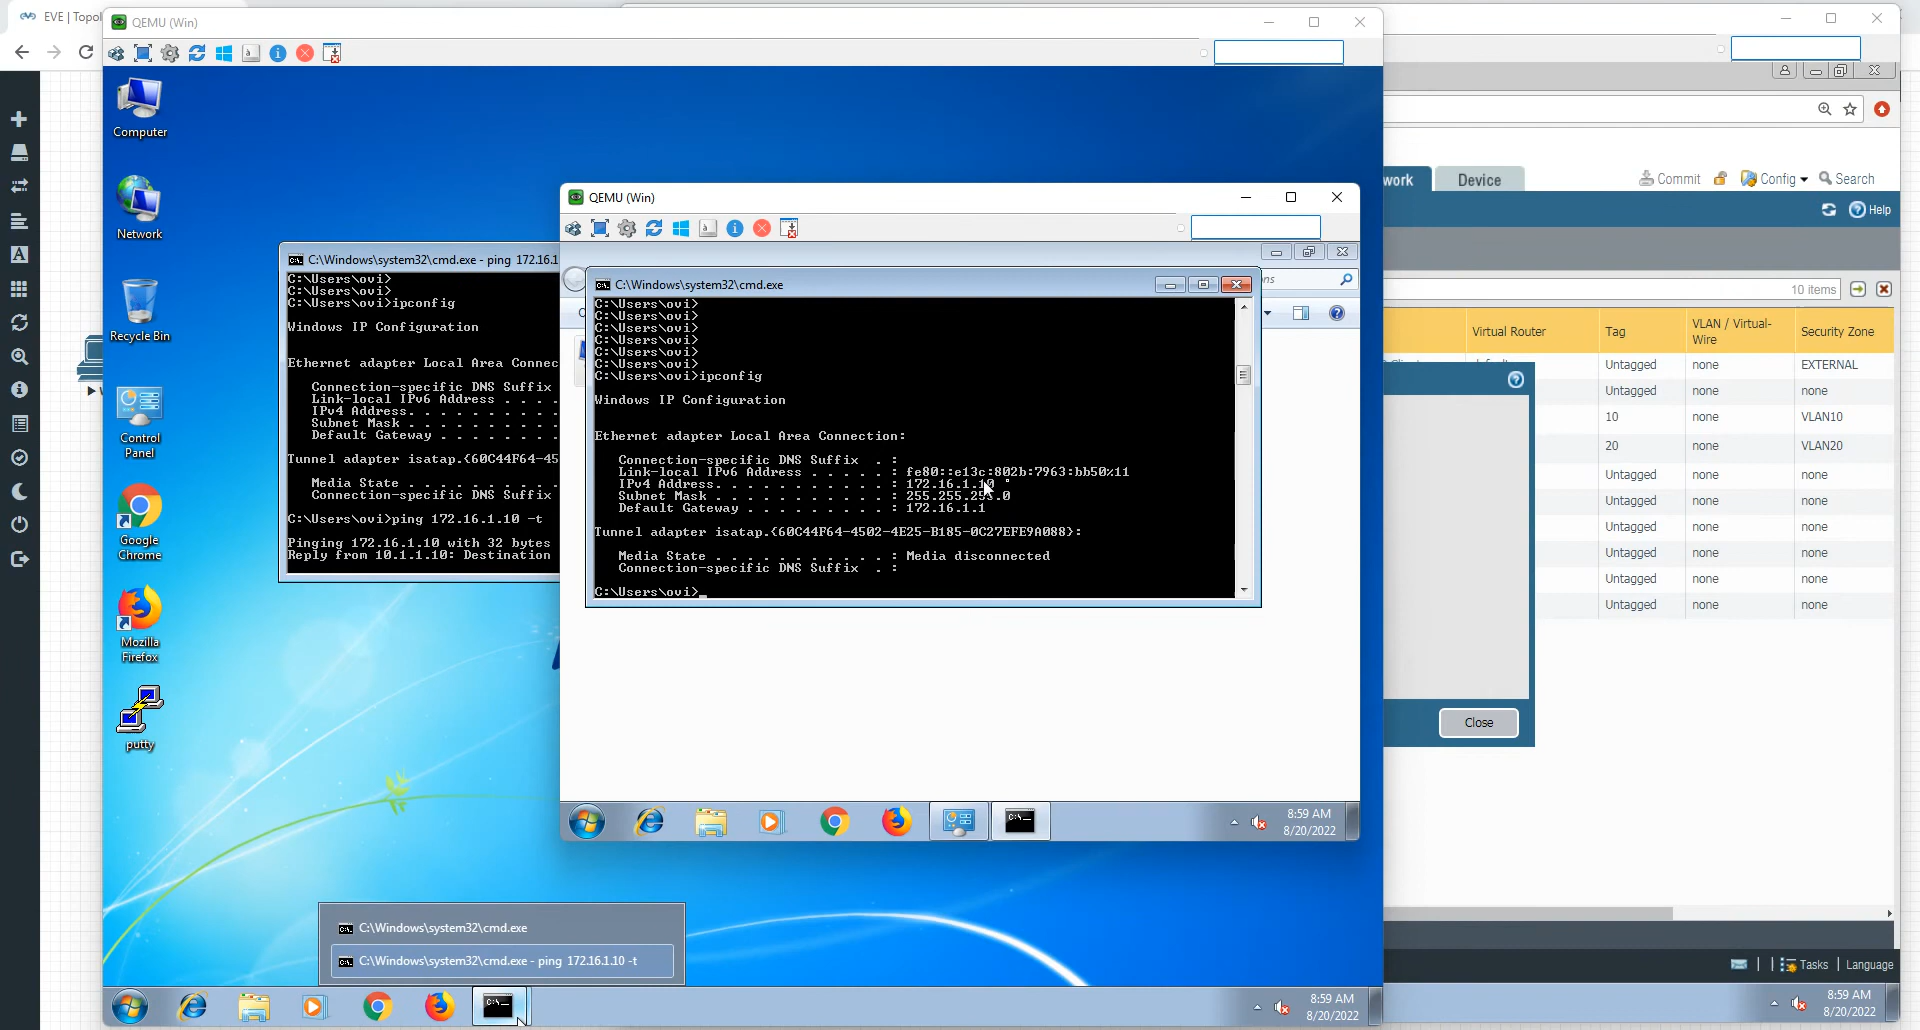 EVE | Topol
QEMU (Win)
Computer
Network
Recycle Bin
Control
Panel
Google
Chrome
Mozilla
Firefox
putty
C:\Windows\system32\cmd.exe - ping 172.16.1
C:\Users\ovi>
C:\Users\ovi>
C:\Users\ovi>ipconfig
Windows IP Configuration
Ethernet adapter Local Area Connec
Connection-specific DNS Suffix
Link-local IPv6 Address . . . .
IPv4 Address. . . . . . . . . .
Subnet Mask . . . . . . . . . .
Default Gateway . . . . . . . .
Tunnel adapter isatap.{60C44F64-45
Media State . . . . . . . . . .
Connection-specific DNS Suffix
C:\Users\ovi>ping 172.16.1.10 -t
Pinging 172.16.1.10 with 32 bytes
Reply from 10.1.1.10: Destination
QEMU (Win)
C:\Windows\system32\cmd.exe
C:\Users\ovi>
C:\Users\ovi>
C:\Users\ovi>
C:\Users\ovi>
C:\Users\ovi>
C:\Users\ovi>
C:\Users\ovi>ipconfig
Windows IP Configuration
Ethernet adapter Local Area Connection:
Connection-specific DNS Suffix . :
Link-local IPv6 Address . . . . . : fe80::e13c:802b:7963:bb50%11
IPv4 Address. . . . . . . . . . . : 172.16.1.10
Subnet Mask . . . . . . . . . . . : 255.255.255.0
Default Gateway . . . . . . . . . : 172.16.1.1
Tunnel adapter isatap.{60C44F64-4502-4E25-B185-0C27EFE9A088}:
Media State . . . . . . . . . . . : Media disconnected
Connection-specific DNS Suffix . :
C:\Users\ovi>_
8:59 AM
8/20/2022
C:\Windows\system32\cmd.exe
C:\Windows\system32\cmd.exe - ping 172.16.1.10 -t
8:59 AM
8/20/2022
work
Device
Commit
Config
Search
Help
10 items
Virtual Router
Tag
VLAN / Virtual-
Wire
Security Zone
Untagged none EXTERNAL
Untagged none none
10 none VLAN10
20 none VLAN20
Untagged none none
Untagged none none
Untagged none none
Untagged none none
Untagged none none
Untagged none none
Close
Tasks | Language
8:59 AM
8/20/2022